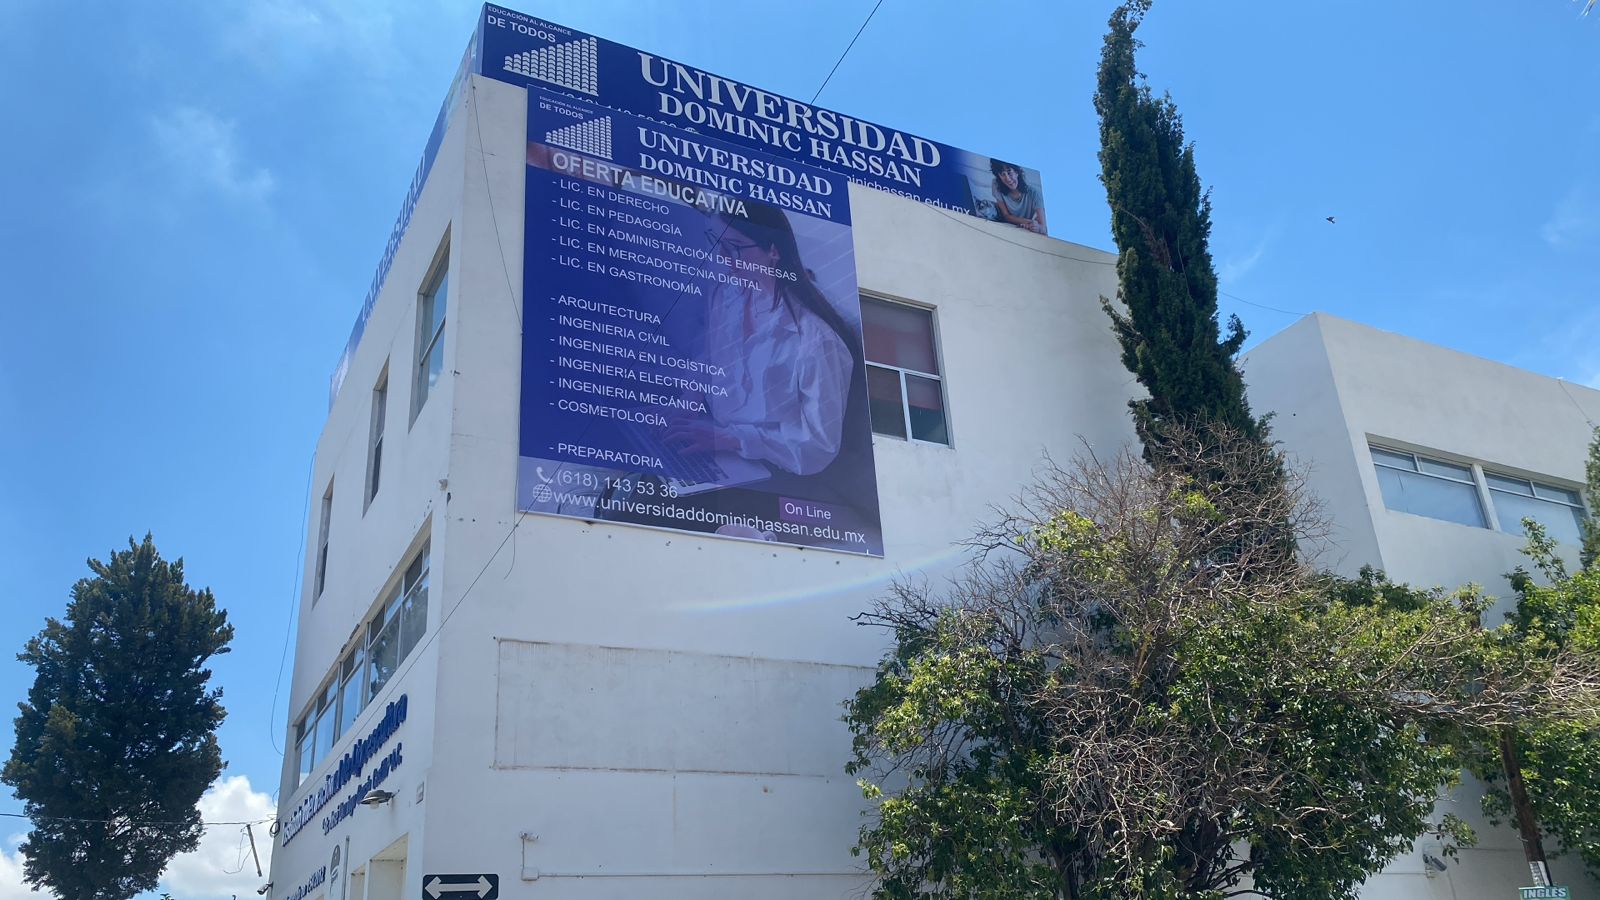 EDUCACIÓN AL ALCANCE
DE TODOS
UNIVERSIDAD
DOMINIC HASSAN
EDUCACIÓN AL ALCANCE
DE TODOS
UNIVERSIDAD
DOMINIC HASSAN
OFERTA EDUCATIVA
- LIC. EN DERECHO
- LIC. EN PEDAGOGÍA
- LIC. EN ADMINISTRACIÓN DE EMPRESAS
- LIC. EN MERCADOTECNIA DIGITAL
- LIC. EN GASTRONOMÍA
- ARQUITECTURA
- INGENIERIA CIVIL
- INGENIERIA EN LOGÍSTICA
- INGENIERIA ELECTRÓNICA
- INGENIERIA MECÁNICA
- COSMETOLOGÍA
- PREPARATORIA
(618) 143 53 36
On Line
www.universidaddominichassan.edu.mx
INGLES